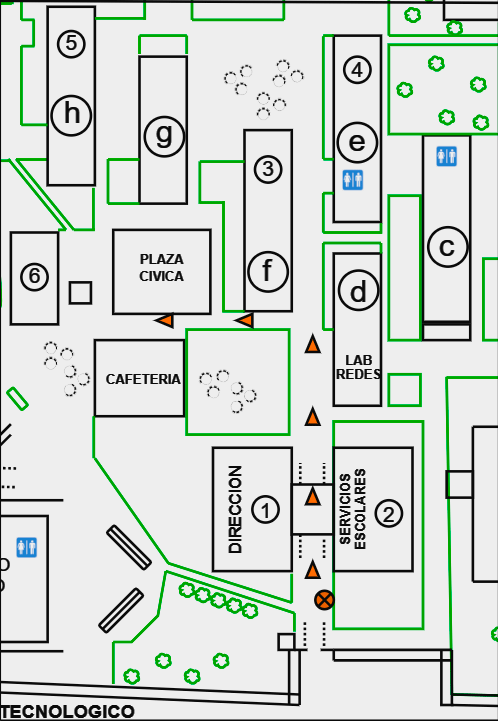 5
h
g
3
f
4
e
c
PLAZA
CIVICA
6
d
LAB
REDES
CAFETERIA
DIRECCION
1
SERVICIOS
ESCOLARES
2
TECNOLOGICO